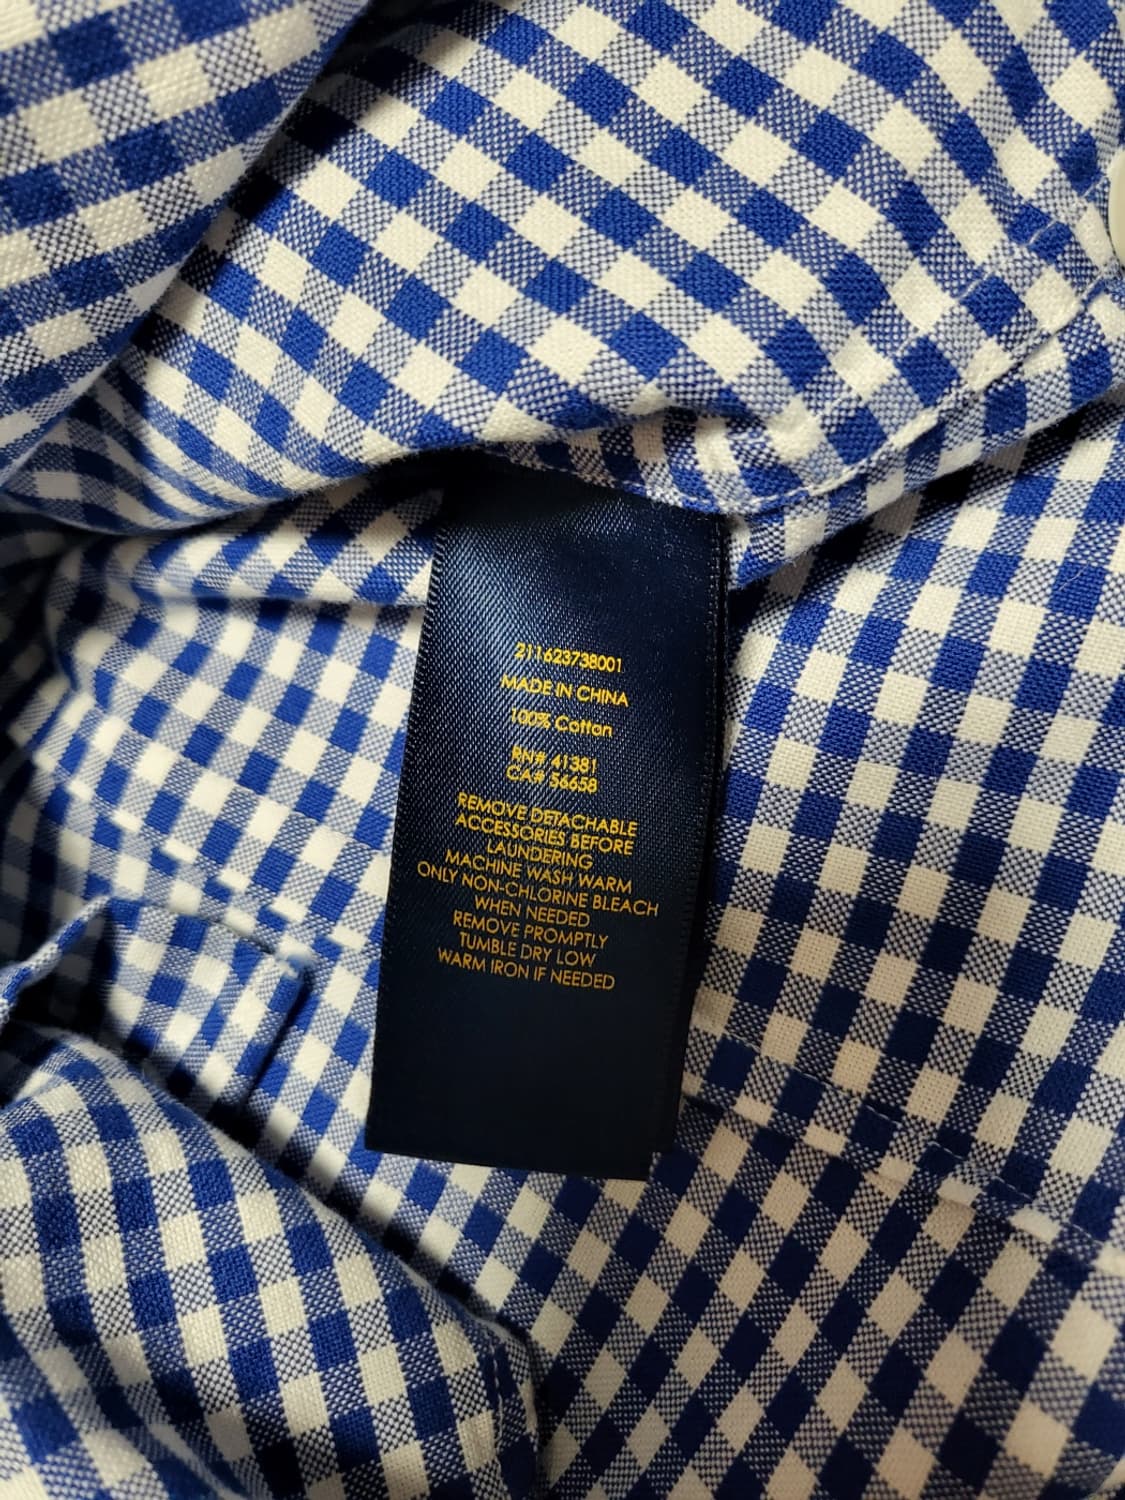 211623738001
MADE IN CHINA
100% Cotton
RN# 41381
CA# 56658
REMOVE DETACHABLE
ACCESSORIES BEFORE
LAUNDERING
MACHINE WASH WARM
ONLY NON-CHLORINE BLEACH
WHEN NEEDED
REMOVE PROMPTLY
TUMBLE DRY LOW
WARM IRON IF NEEDED